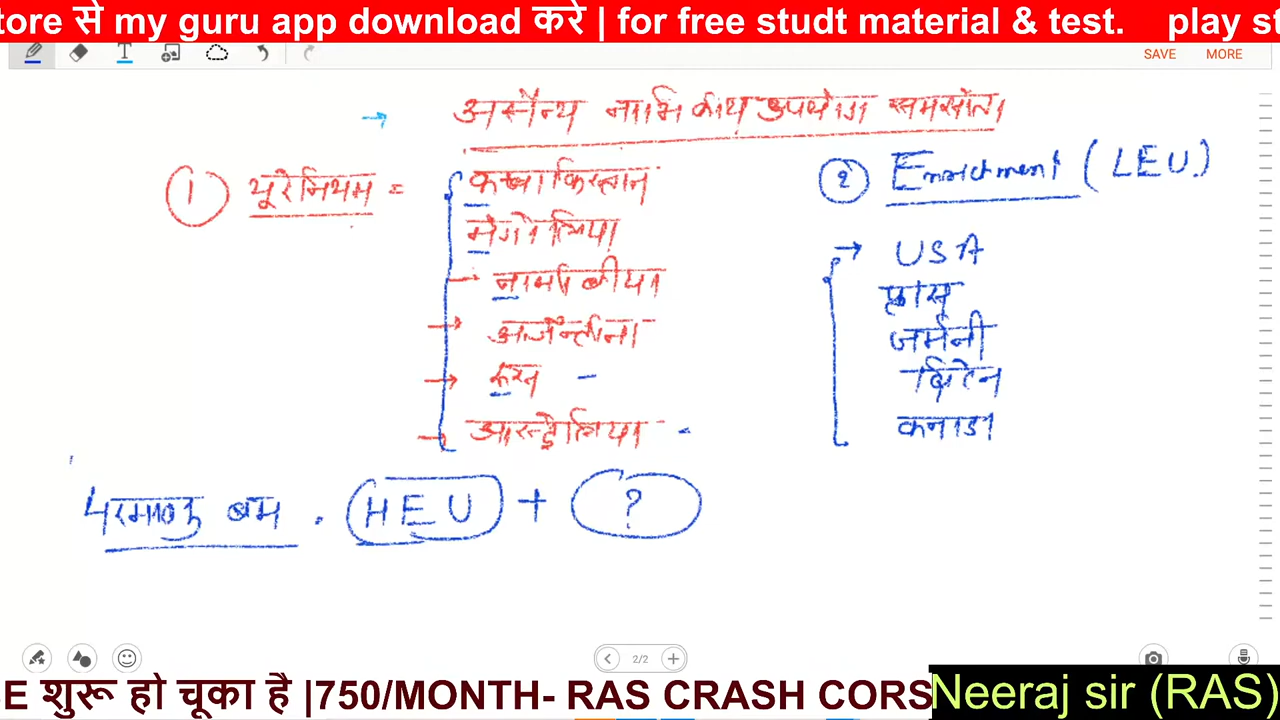 tore से my guru app download करे | for free studt material & test. play st
SAVE MORE
असैन्य नाभिकीय उपयोग समझौता
① यूरेनियम =
कजाकिस्तान
मंगोलिया
नामीबीया
अर्जेन्तीना
आस्ट्रेलिया
② Enrichment (LEU.)
USA
फ्रांस
जर्मनी
ब्रिटेन
कनाडा
परमाणु बम . HEU + ?
2/2
SE शुरू हो चूका है |750/MONTH- RAS CRASH CORS
Neeraj sir (RAS)